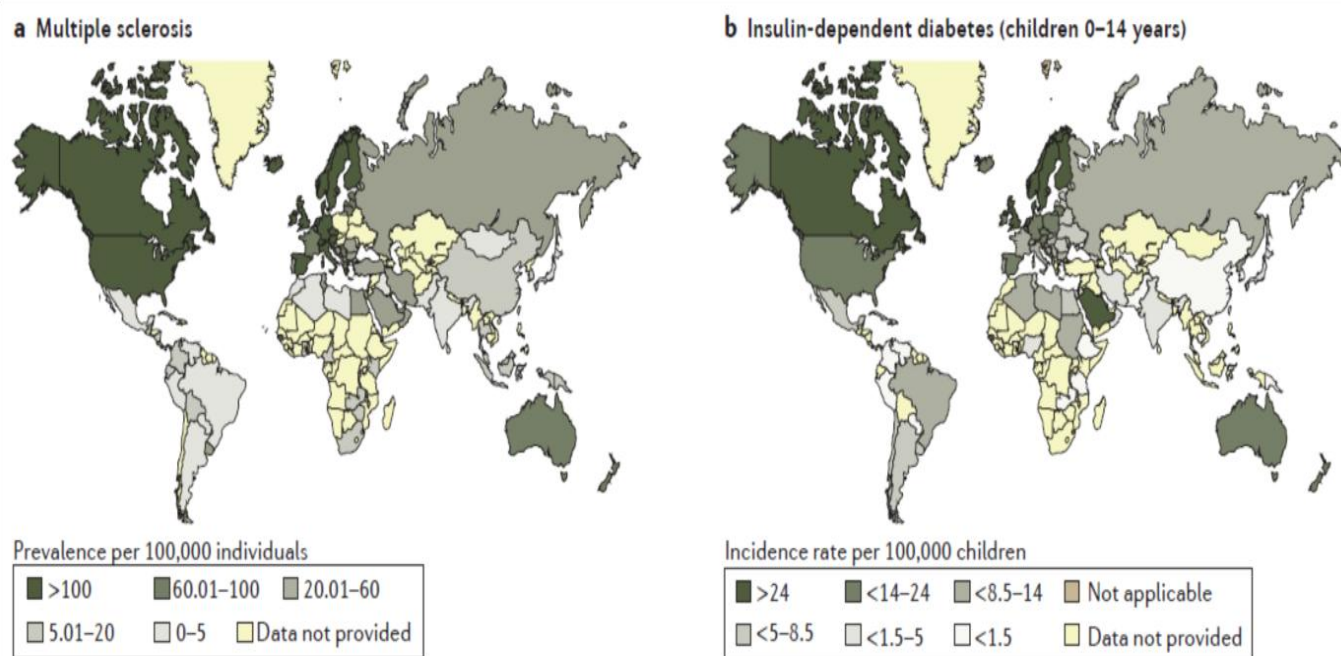 a Multiple sclerosis
Prevalence per 100,000 individuals
>100 60.01–100 20.01–60
5.01–20 0–5 Data not provided
b Insulin-dependent diabetes (children 0–14 years)
Incidence rate per 100,000 children
>24 <14–24 <8.5–14 Not applicable
<5–8.5 <1.5–5 <1.5 Data not provided